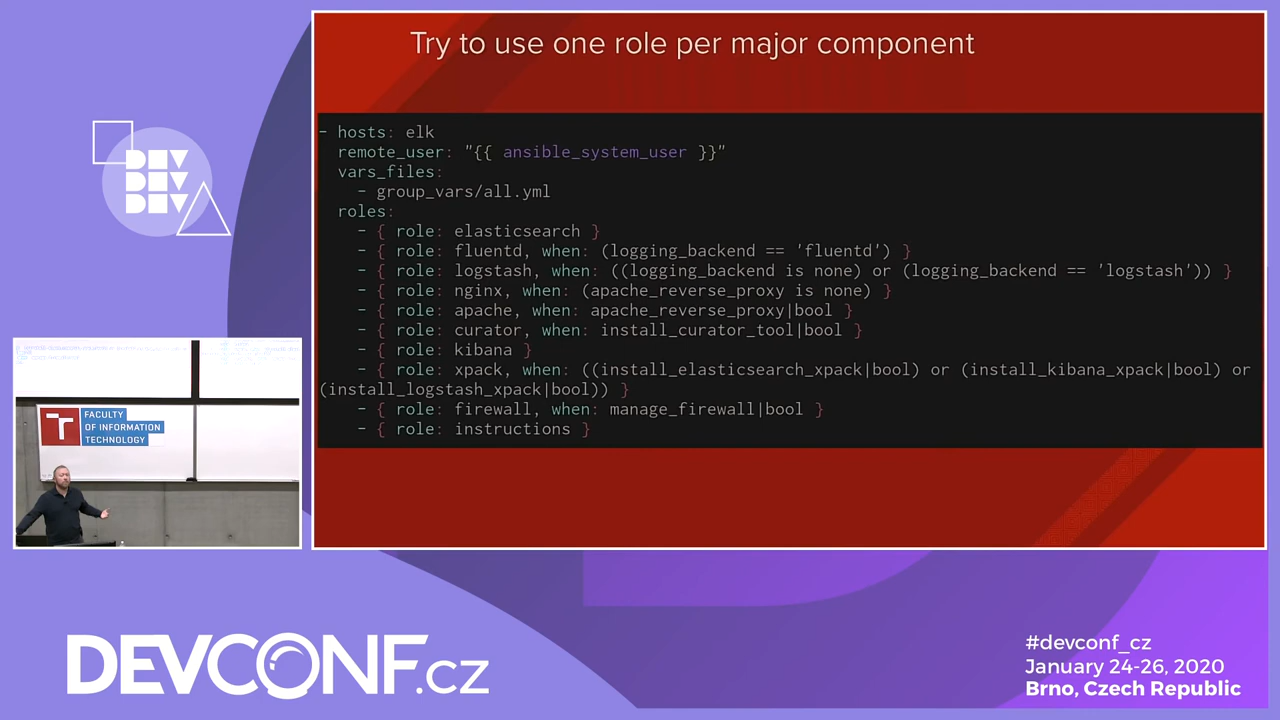 Try to use one role per major component
- hosts: elk
remote_user: "{{ ansible_system_user }}"
vars_files:
- group_vars/all.yml
roles:
- { role: elasticsearch }
- { role: fluentd, when: (logging_backend == 'fluentd') }
- { role: logstash, when: ((logging_backend is none) or (logging_backend == 'logstash')) }
- { role: nginx, when: (apache_reverse_proxy is none) }
- { role: apache, when: apache_reverse_proxy|bool }
- { role: curator, when: install_curator_tool|bool }
- { role: kibana }
- { role: xpack, when: ((install_elasticsearch_xpack|bool) or (install_kibana_xpack|bool) or
(install_logstash_xpack|bool)) }
- { role: firewall, when: manage_firewall|bool }
- { role: instructions }
DEV
DEV
DEV
FACULTY
OF INFORMATION
TECHNOLOGY
DEVCONF.cz
#devconf_cz
January 24-26, 2020
Brno, Czech Republic